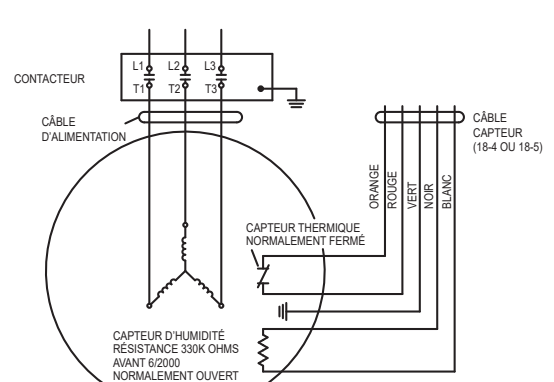 L1 L2 L3
CONTACTEUR
T1 T2 T3
CÂBLE
D'ALIMENTATION
CÂBLE
CAPTEUR
(18-4 OU 18-5)
ORANGE
ROUGE
VERT
NOIR
BLANC
CAPTEUR THERMIQUE
NORMALEMENT FERMÉ
CAPTEUR D'HUMIDITÉ
RÉSISTANCE 330K OHMS
AVANT 6/2000
NORMALEMENT OUVERT